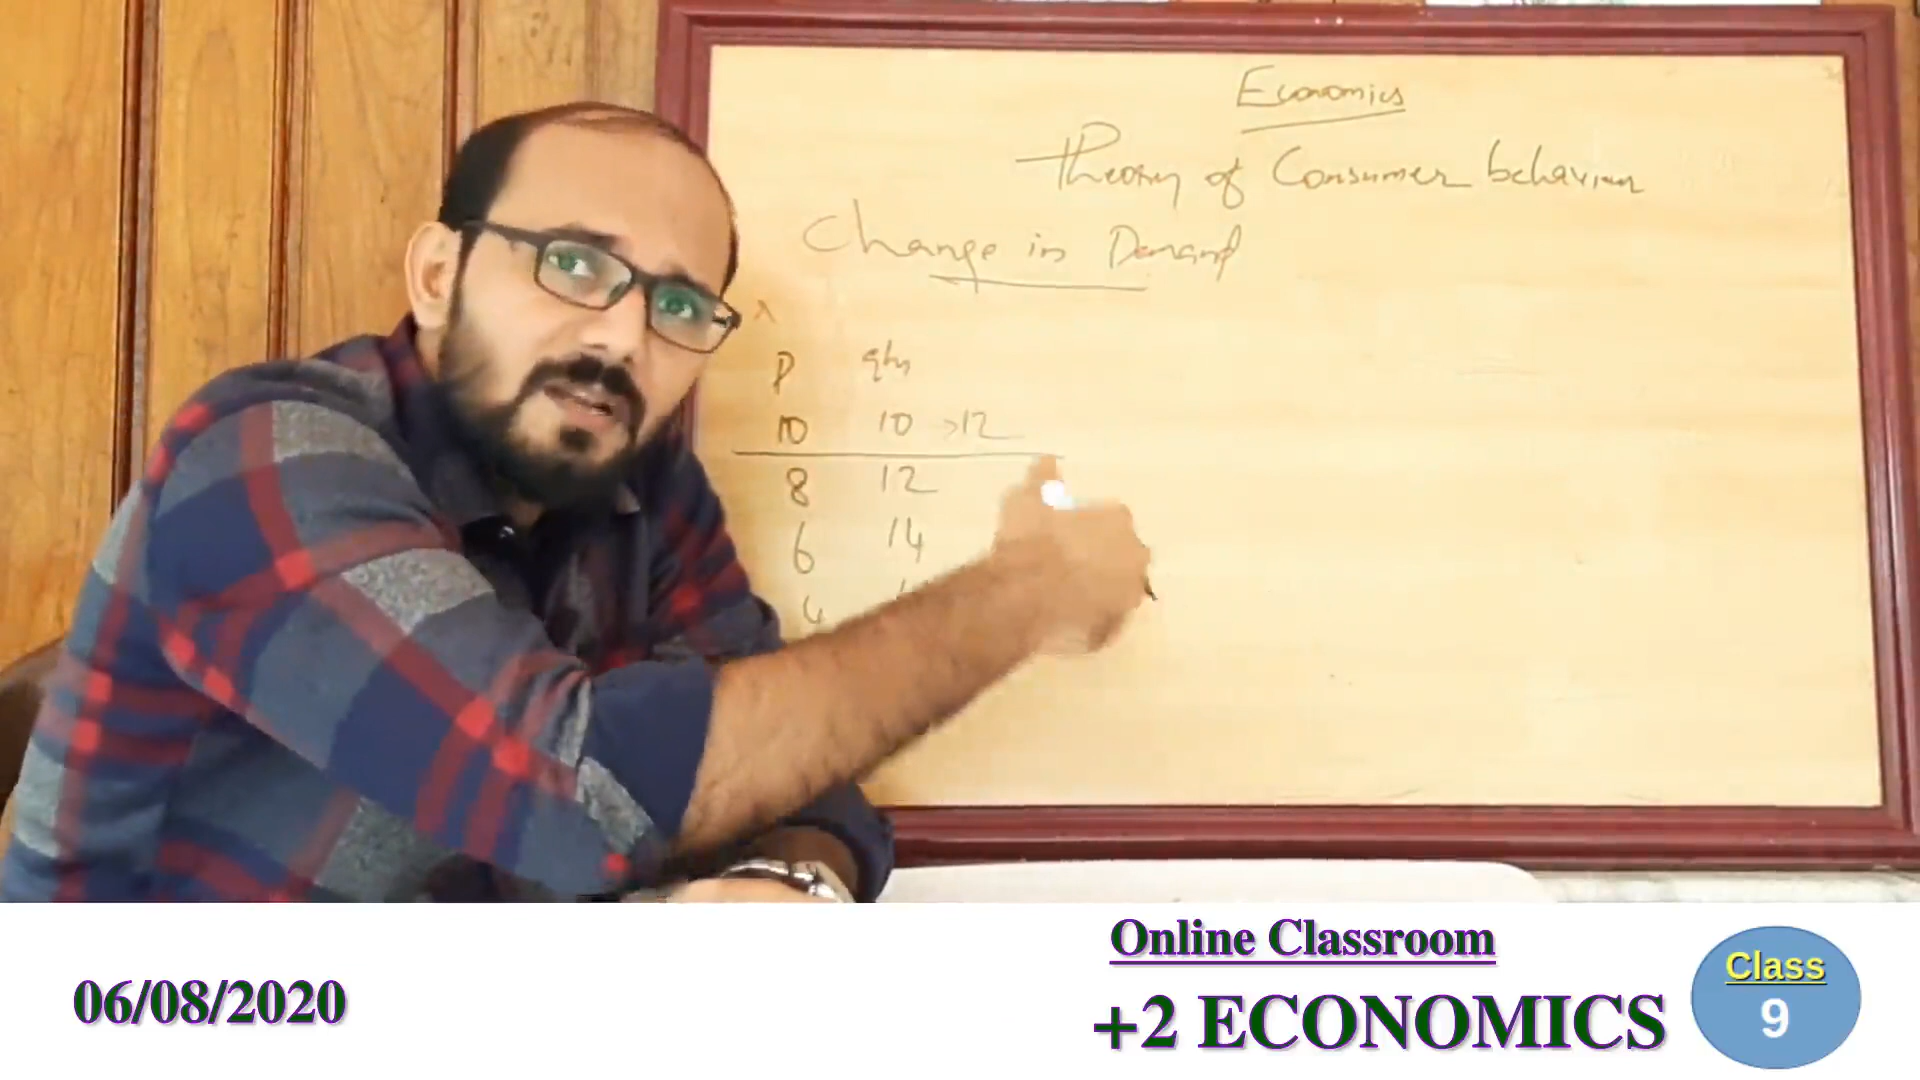 Economics
Theory of Consumer behaviour
Change in Demand
P qty
10 10 >12
8 12
6 14
4
Online Classroom
06/08/2020
+2 ECONOMICS
Class
9